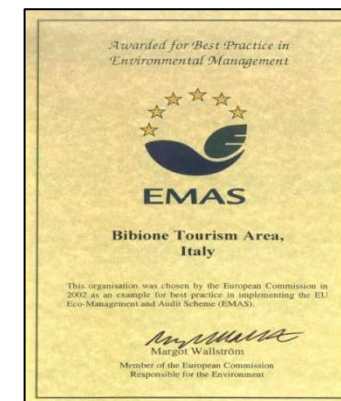 Awarded for Best Practice in
Environmental Management
EMAS
Bibione Tourism Area,
Italy
This organisation was chosen by the European Commission in
2002 as an example for best practice in implementing the EU
Eco-Management and Audit Scheme (EMAS).
Margot Wallström
Member of the European Commission
Responsible for the Environment